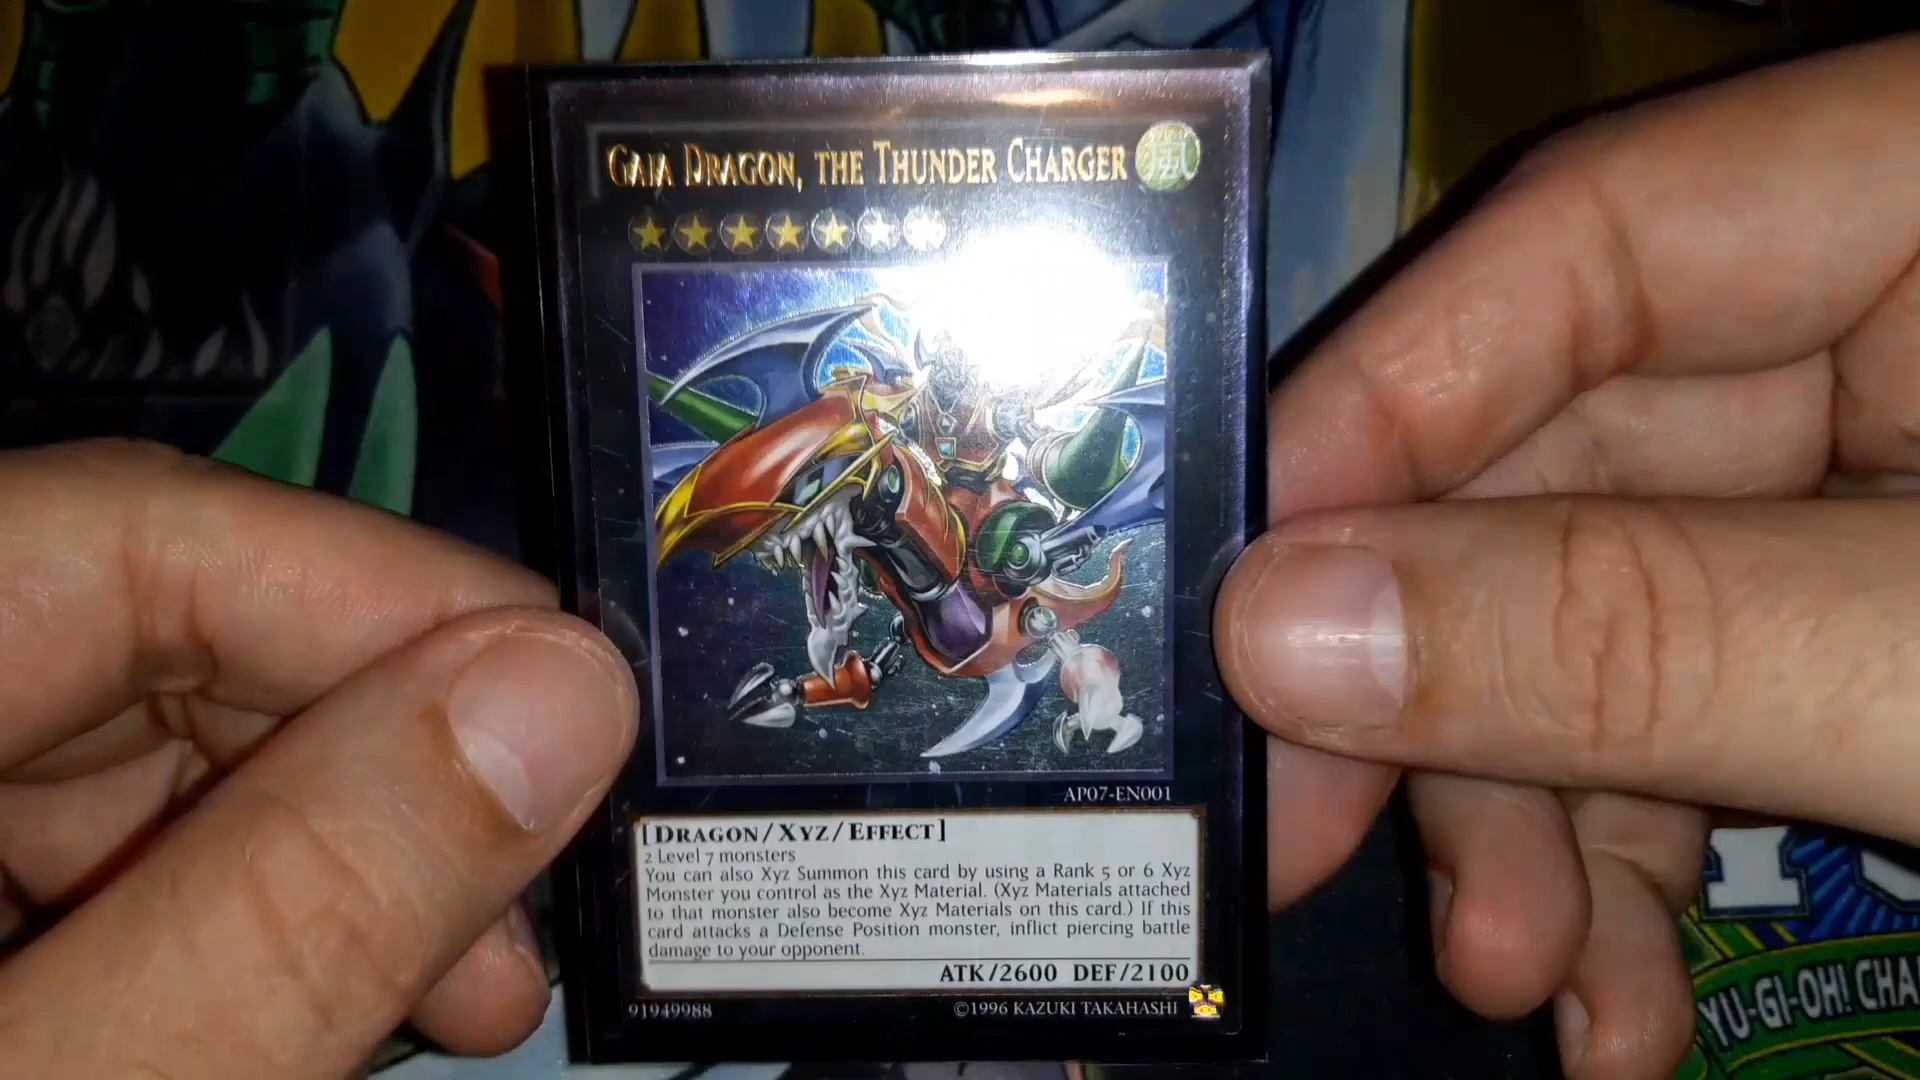 GAIA DRAGON, THE THUNDER CHARGER
AP07-EN001
[DRAGON/XYZ/EFFECT]
2 Level 7 monsters
You can also Xyz Summon this card by using a Rank 5 or 6 Xyz
Monster you control as the Xyz Material. (Xyz Materials attached
to that monster also become Xyz Materials on this card.) If this
card attacks a Defense Position monster, inflict piercing battle
damage to your opponent.
ATK/2600 DEF/2100
91949988
©1996 KAZUKI TAKAHASHI
YU-GI-OH!